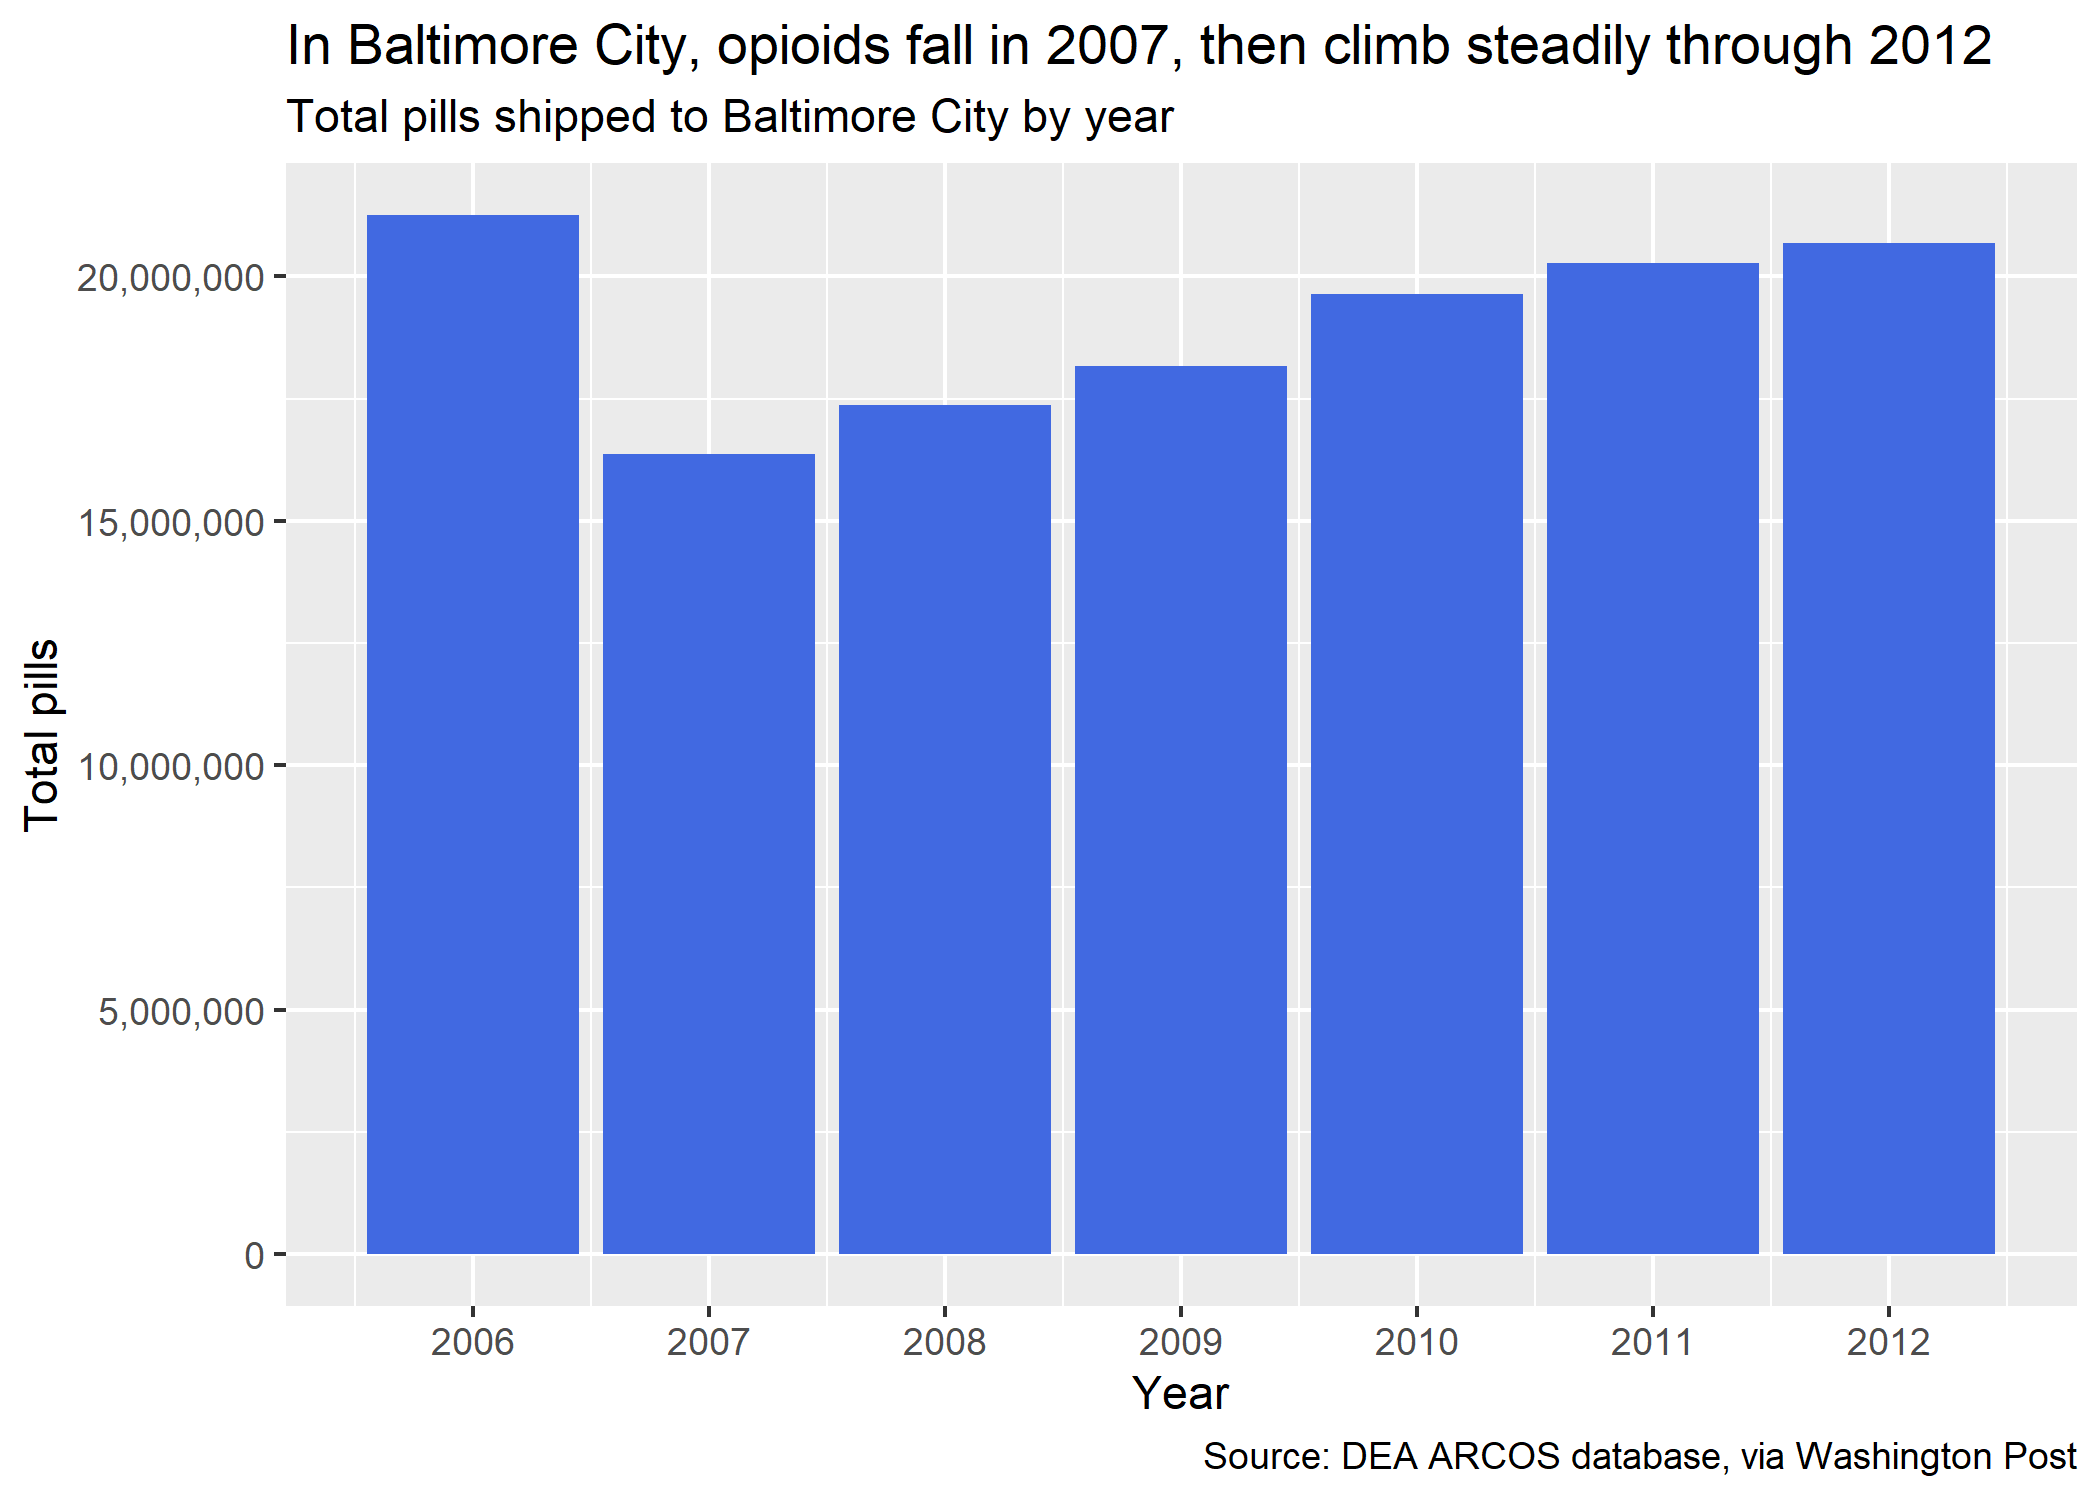 In Baltimore City, opioids fall in 2007, then climb steadily through 2012
Total pills shipped to Baltimore City by year
Total pills
20,000,000
15,000,000
10,000,000
5,000,000
0
2006 2007 2008 2009 2010 2011 2012
Year
Source: DEA ARCOS database, via Washington Post